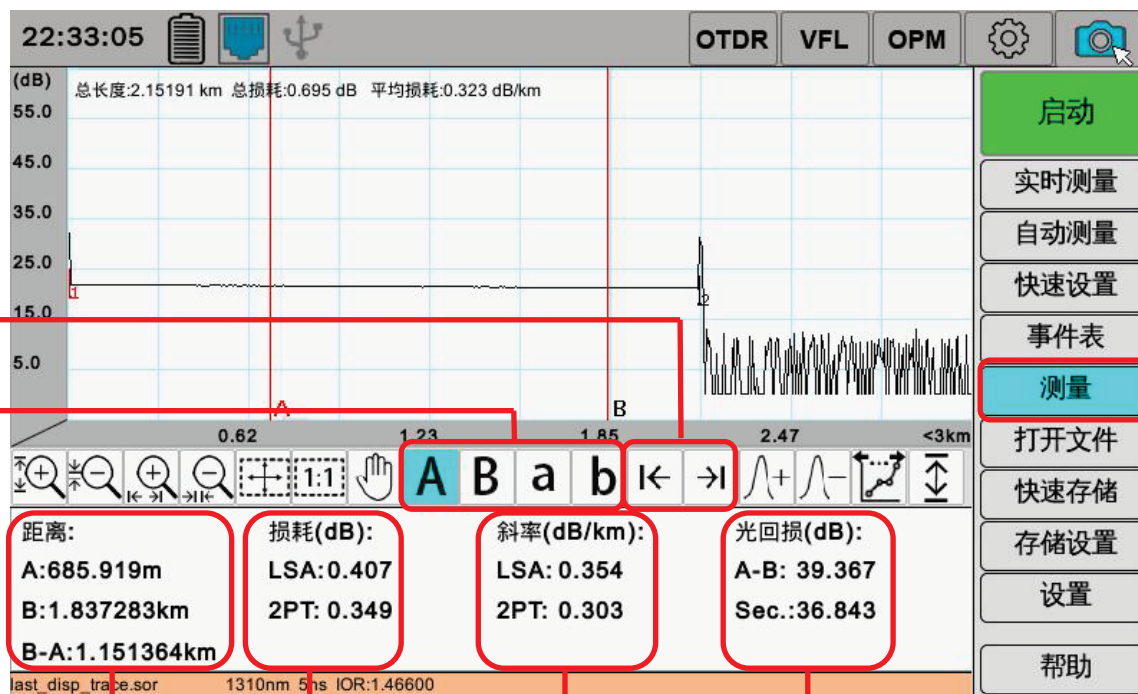 22:33:05 OTDR VFL OPM
(dB)
总长度:2.15191 km 总损耗:0.695 dB 平均损耗:0.323 dB/km
55.0
45.0
35.0
25.0
15.0
5.0
1
2
A
B
0.62 1.23 1.85 2.47 <3km
1:1 A B a b
距离:
A:685.919m
B:1.837283km
B-A:1.151364km
损耗(dB):
LSA:0.407
2PT: 0.349
斜率(dB/km):
LSA: 0.354
2PT: 0.303
光回损(dB):
A-B: 39.367
Sec.:36.843
last_disp_trace.sor 1310nm 5ns IOR:1.46600
启动
实时测量
自动测量
快速设置
事件表
测量
打开文件
快速存储
存储设置
设置
帮助